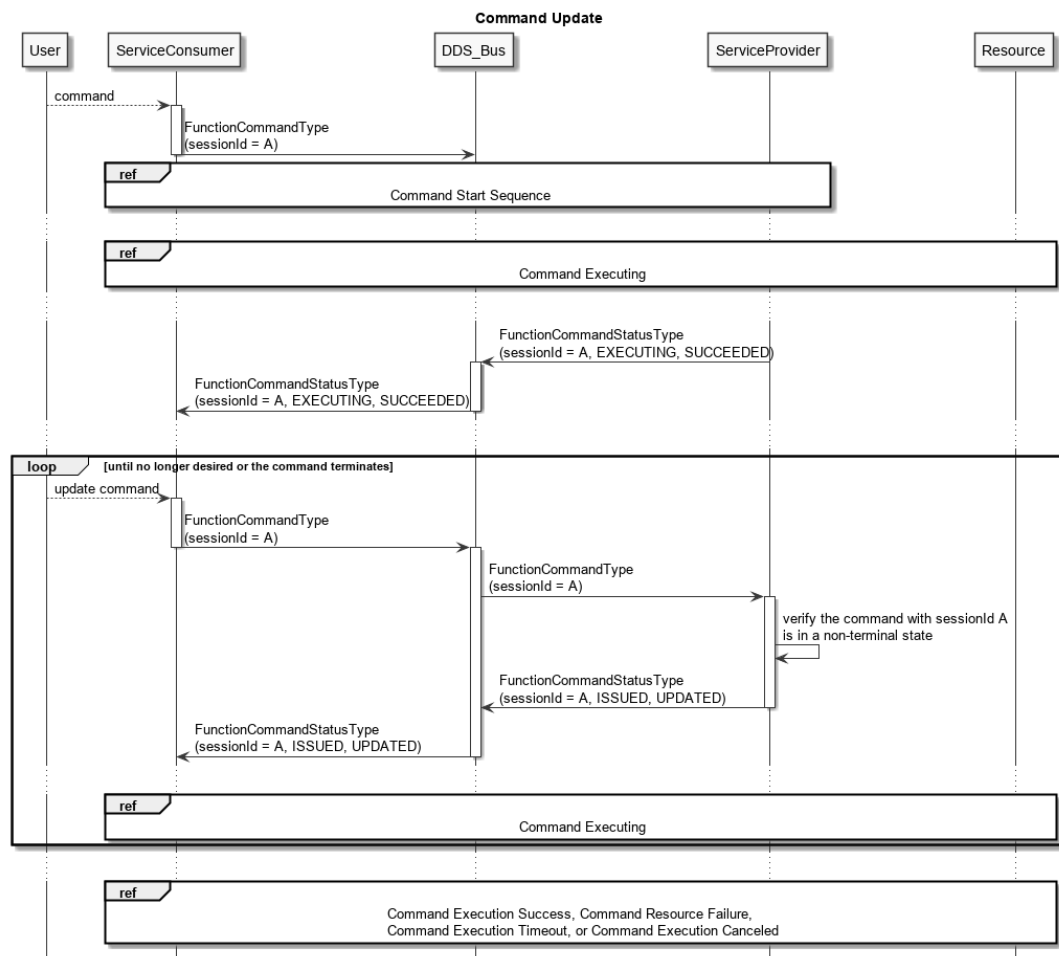 Command Update
User
ServiceConsumer
DDS_Bus
ServiceProvider
Resource
command
FunctionCommandType
(sessionId = A)
ref
Command Start Sequence
ref
Command Executing
FunctionCommandStatusType
(sessionId = A, EXECUTING, SUCCEEDED)
FunctionCommandStatusType
(sessionId = A, EXECUTING, SUCCEEDED)
loop
[until no longer desired or the command terminates]
update command
FunctionCommandType
(sessionId = A)
FunctionCommandType
(sessionId = A)
verify the command with sessionId A
is in a non-terminal state
FunctionCommandStatusType
(sessionId = A, ISSUED, UPDATED)
FunctionCommandStatusType
(sessionId = A, ISSUED, UPDATED)
ref
Command Executing
ref
Command Execution Success, Command Resource Failure,
Command Execution Timeout, or Command Execution Canceled